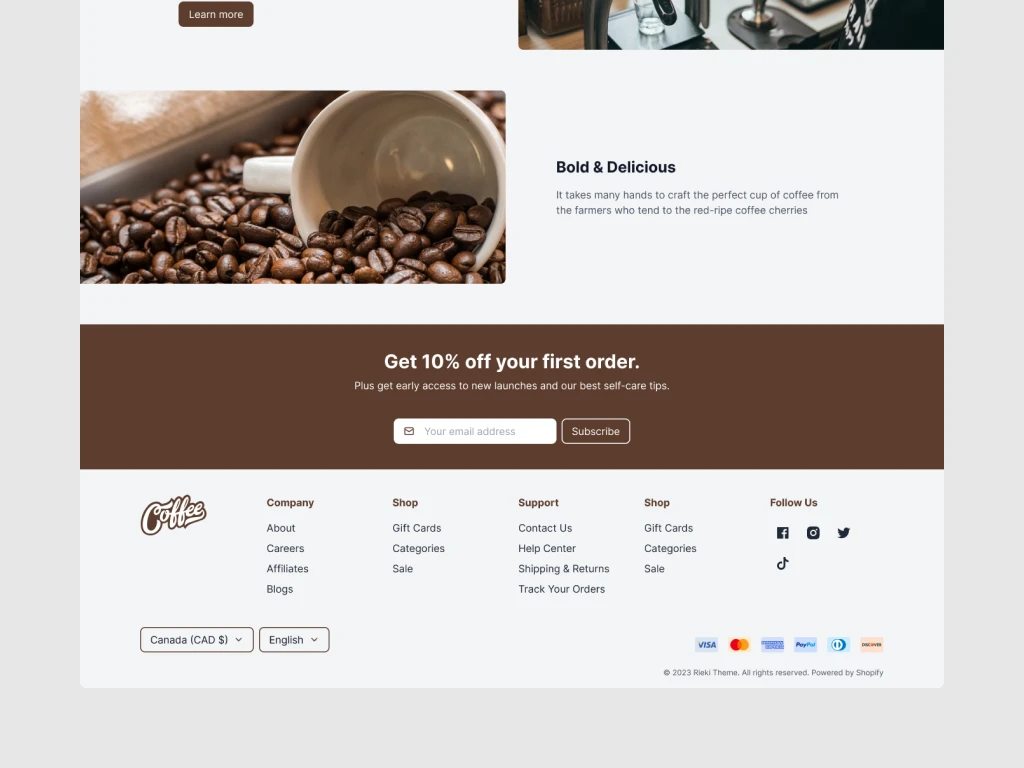 Learn more
Bold & Delicious
It takes many hands to craft the perfect cup of coffee from
the farmers who tend to the red-ripe coffee cherries
Get 10% off your first order.
Plus get early access to new launches and our best self-care tips.
Your email address
Subscribe
Coffee
Company
About
Careers
Affiliates
Blogs
Shop
Gift Cards
Categories
Sale
Support
Contact Us
Help Center
Shipping & Returns
Track Your Orders
Shop
Gift Cards
Categories
Sale
Follow Us
Canada (CAD $)
English
VISA
AMERICAN EXPRESS
PayPal
DISCOVER
© 2023 Rieki Theme. All rights reserved. Powered by Shopify